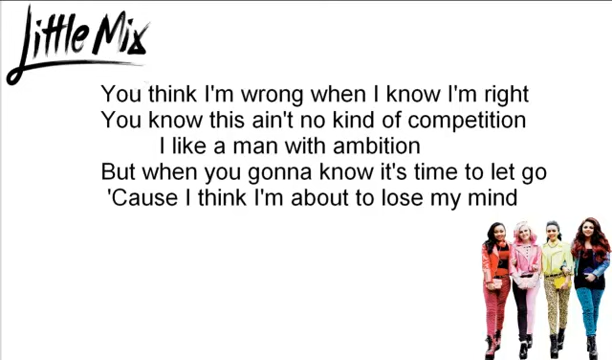 Little Mix
You think I'm wrong when I know I'm right
You know this ain't no kind of competition
I like a man with ambition
But when you gonna know it's time to let go
'Cause I think I'm about to lose my mind